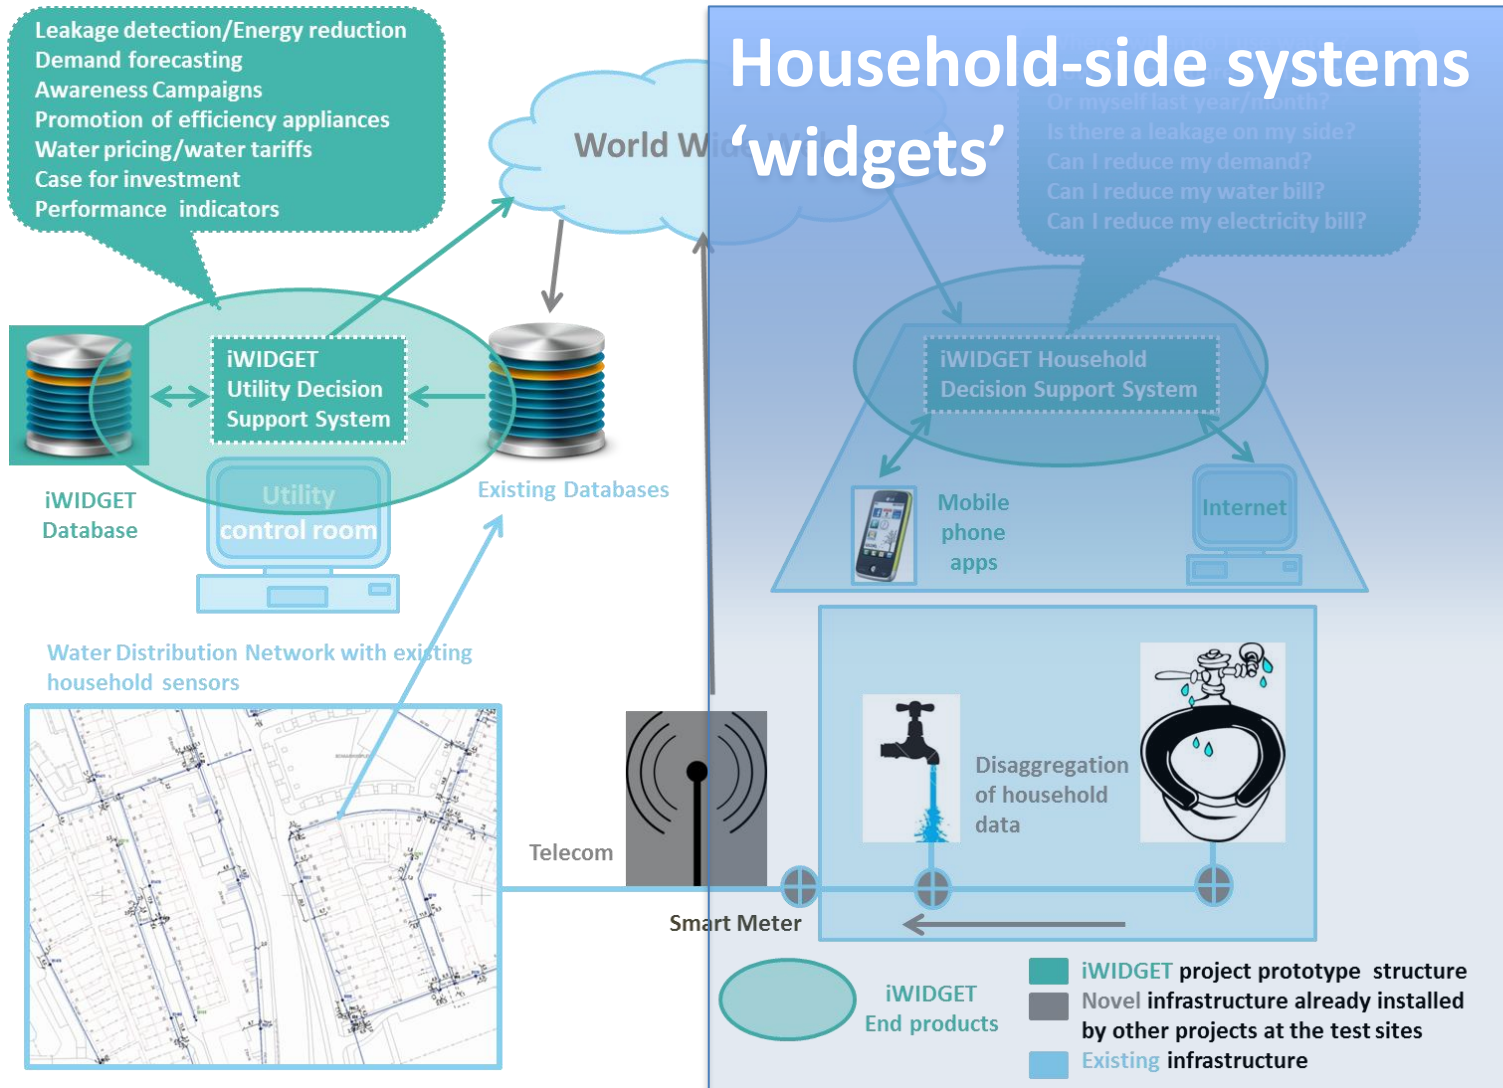 Leakage detection/Energy reduction
Demand forecasting
Awareness Campaigns
Promotion of efficiency appliances
Water pricing/water tariffs
Case for investment
Performance indicators
World Wide
Household-side systems
‘widgets’
Or myself last year/month?
Is there a leakage on my side?
Can I reduce my demand?
Can I reduce my water bill?
Can I reduce my electricity bill?
iWIDGET
Utility Decision
Support System
iWIDGET
Database
Utility
control room
Existing Databases
iWIDGET Household
Decision Support System
Mobile
phone
apps
Internet
Water Distribution Network with existing
household sensors
Telecom
Smart Meter
Disaggregation
of household
data
iWIDGET
End products
iWIDGET project prototype structure
Novel infrastructure already installed
by other projects at the test sites
Existing infrastructure